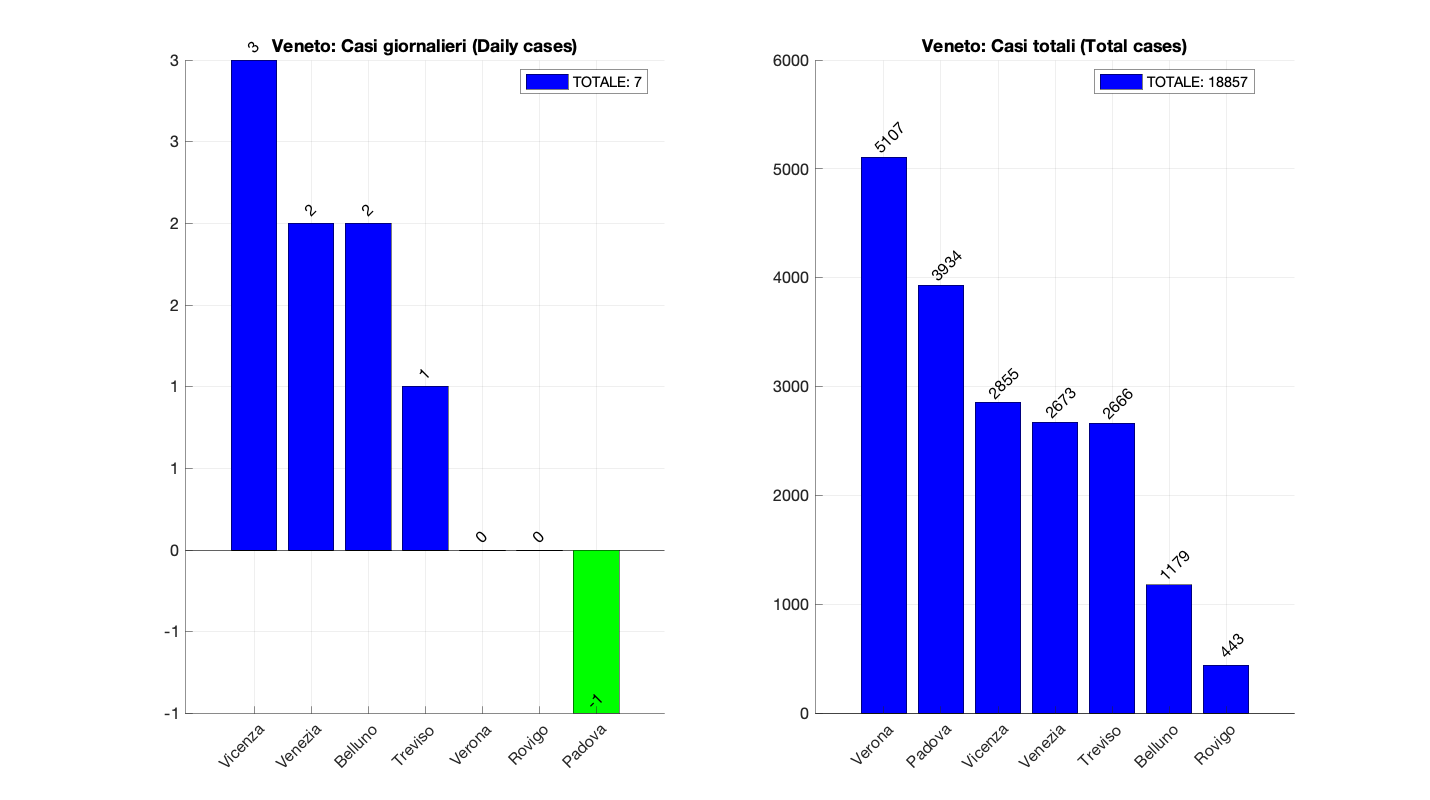 Veneto: Casi giornalieri (Daily cases)
TOTALE: 7
3
3
2
2
1
1
0
-1
-1
3
2
2
1
0
0
-1
Vicenza
Venezia
Belluno
Treviso
Verona
Rovigo
Padova
Veneto: Casi totali (Total cases)
TOTALE: 18857
6000
5000
4000
3000
2000
1000
0
5107
3934
2855
2673
2666
1179
443
Verona
Padova
Vicenza
Venezia
Treviso
Belluno
Rovigo